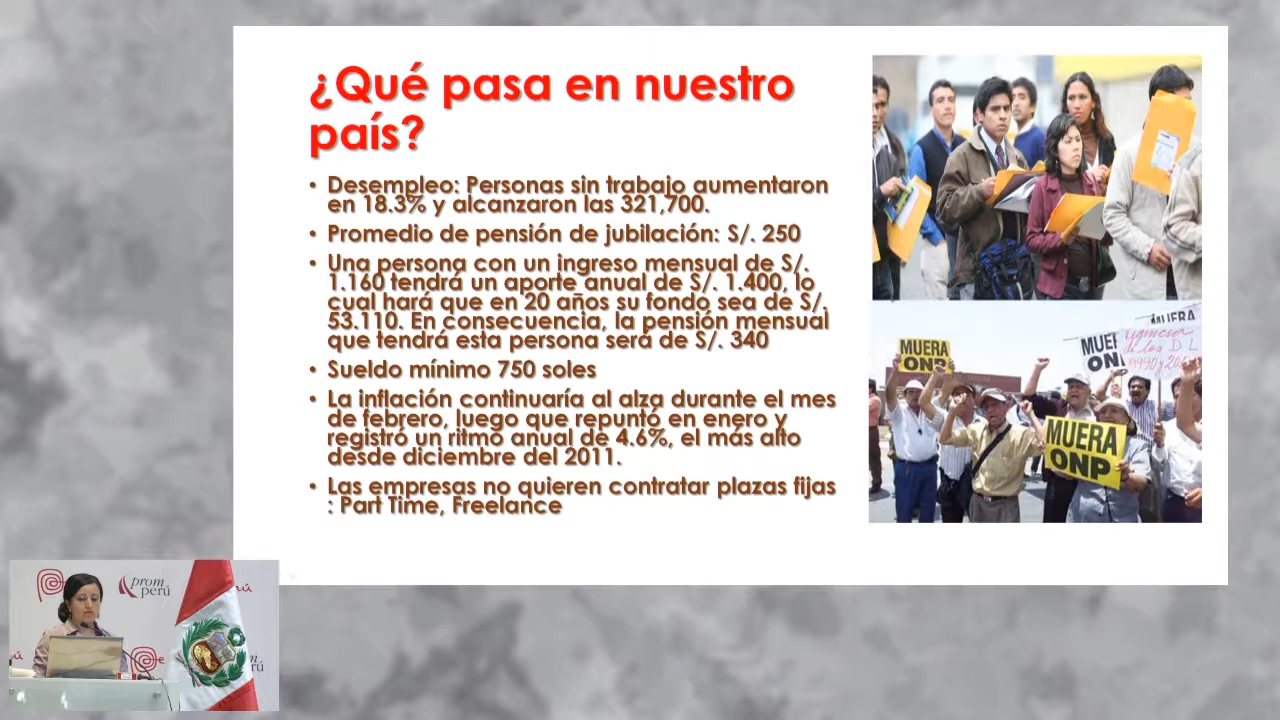 ¿Qué pasa en nuestro
país?
• Desempleo: Personas sin trabajo aumentaron
en 18.3% y alcanzaron las 321,700.
• Promedio de pensión de jubilación: S/. 250
• Una persona con un ingreso mensual de S/.
1.160 tendrá un aporte anual de S/. 1.400, lo
cual hará que en 20 años su fondo sea de S/.
53.110. En consecuencia, la pensión mensual
que tendrá esta persona será de S/. 340
• Sueldo mínimo 750 soles
• La inflación continuaría al alza durante el mes
de febrero, luego que repuntó en enero y
registró un ritmo anual de 4.6%, el más alto
desde diciembre del 2011.
• Las empresas no quieren contratar plazas fijas
: Part Time, Freelance
MUERA
ONP
MUERA
ONP
prom
perú